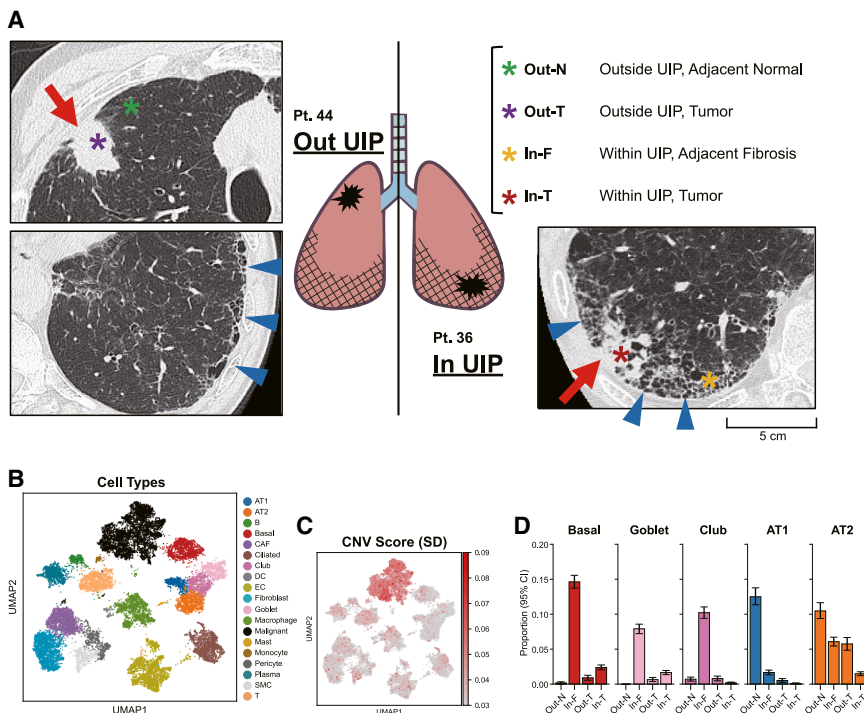 A
Pt. 44
Out UIP
Out-N Outside UIP, Adjacent Normal
Out-T Outside UIP, Tumor
In-F Within UIP, Adjacent Fibrosis
In-T Within UIP, Tumor
Pt. 36
In UIP
5 cm
B
Cell Types
UMAP2
UMAP1
AT1
AT2
B
Basal
CAF
Ciliated
Club
DC
EC
Fibroblast
Goblet
Macrophage
Malignant
Mast
Monocyte
Pericyte
Plasma
SMC
T
C
CNV Score (SD)
UMAP2
UMAP1
0.09
0.08
0.07
0.06
0.05
0.04
0.03
D
Basal Goblet Club AT1 AT2
Proportion (95% CI)
0.20
0.15
0.10
0.05
0.00
Out-N In-F Out-T In-T Out-N In-F Out-T In-T Out-N In-F Out-T In-T Out-N In-F Out-T In-T Out-N In-F Out-T In-T